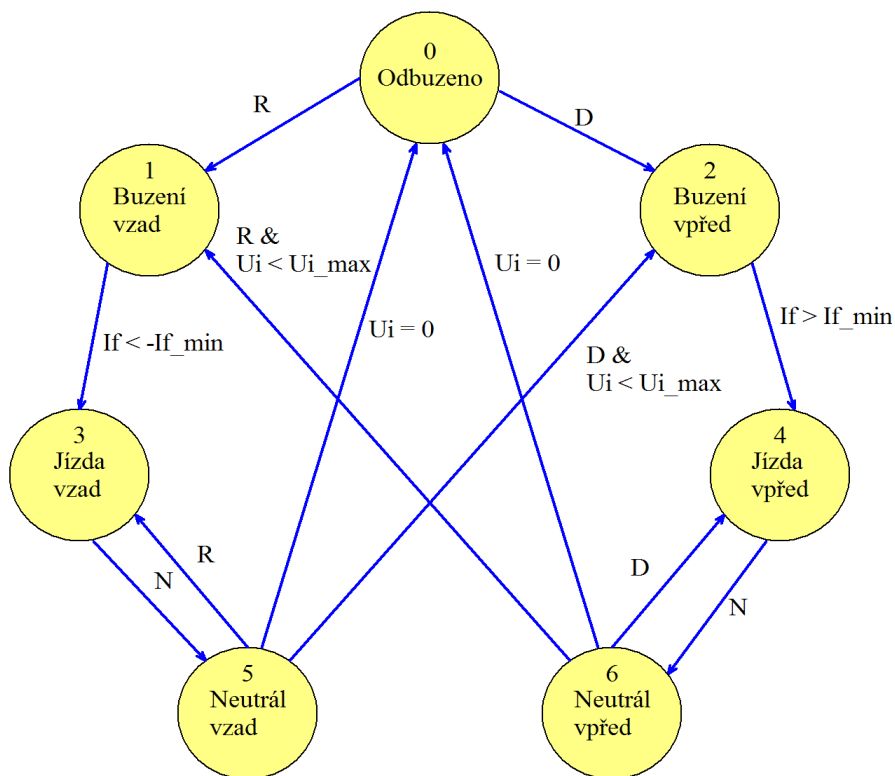 0
Odbuzeno
R
D
1
Buzení
vzad
2
Buzení
vpřed
R &
Ui < Ui_max
Ui = 0
Ui = 0
If < -If_min
If > If_min
D &
Ui < Ui_max
3
Jízda
vzad
4
Jízda
vpřed
N
R
D
N
5
Neutrál
vzad
6
Neutrál
vpřed